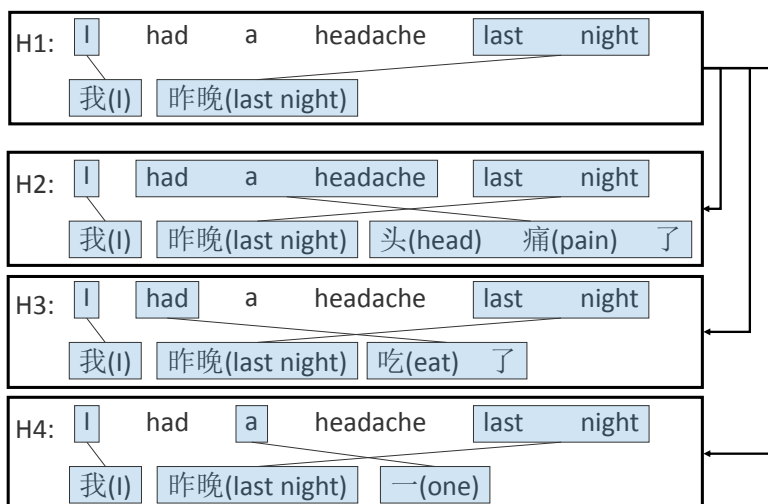 H1: I had a headache last night
我(I) 昨晚(last night)
H2: I had a headache last night
我(I) 昨晚(last night) 头(head) 痛(pain) 了
H3: I had a headache last night
我(I) 昨晚(last night) 吃(eat) 了
H4: I had a headache last night
我(I) 昨晚(last night) 一(one)